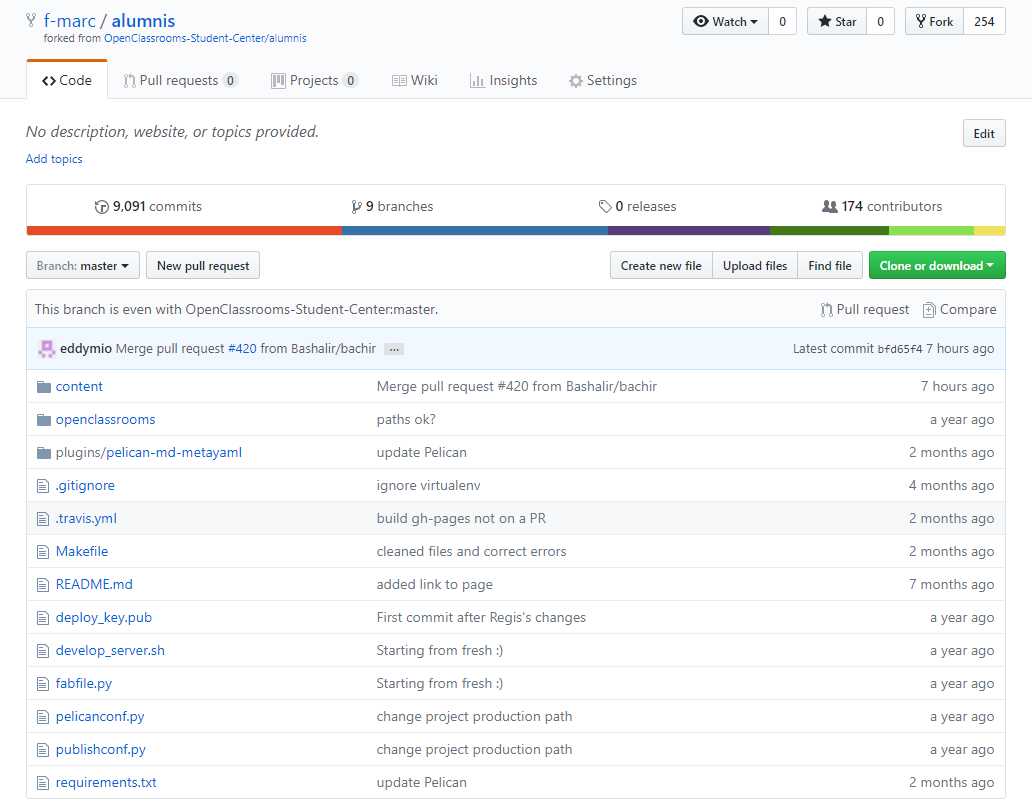 f-marc / alumnis Watch 0 Star 0 Fork 254
forked from OpenClassrooms-Student-Center/alumnis
Code Pull requests 0 Projects 0 Wiki Insights Settings
No description, website, or topics provided. Edit
Add topics
9,091 commits 9 branches 0 releases 174 contributors
Branch: master New pull request Create new file Upload files Find file Clone or download
This branch is even with OpenClassrooms-Student-Center:master. Pull request Compare
eddymio Merge pull request #420 from Bashalir/bachir … Latest commit bfd65f4 7 hours ago
content Merge pull request #420 from Bashalir/bachir 7 hours ago
openclassrooms paths ok? a year ago
plugins/pelican-md-metayaml update Pelican 2 months ago
.gitignore ignore virtualenv 4 months ago
.travis.yml build gh-pages not on a PR 2 months ago
Makefile cleaned files and correct errors 2 months ago
README.md added link to page 7 months ago
deploy_key.pub First commit after Regis's changes a year ago
develop_server.sh Starting from fresh :) a year ago
fabfile.py Starting from fresh :) a year ago
pelicanconf.py change project production path a year ago
publishconf.py change project production path a year ago
requirements.txt update Pelican 2 months ago